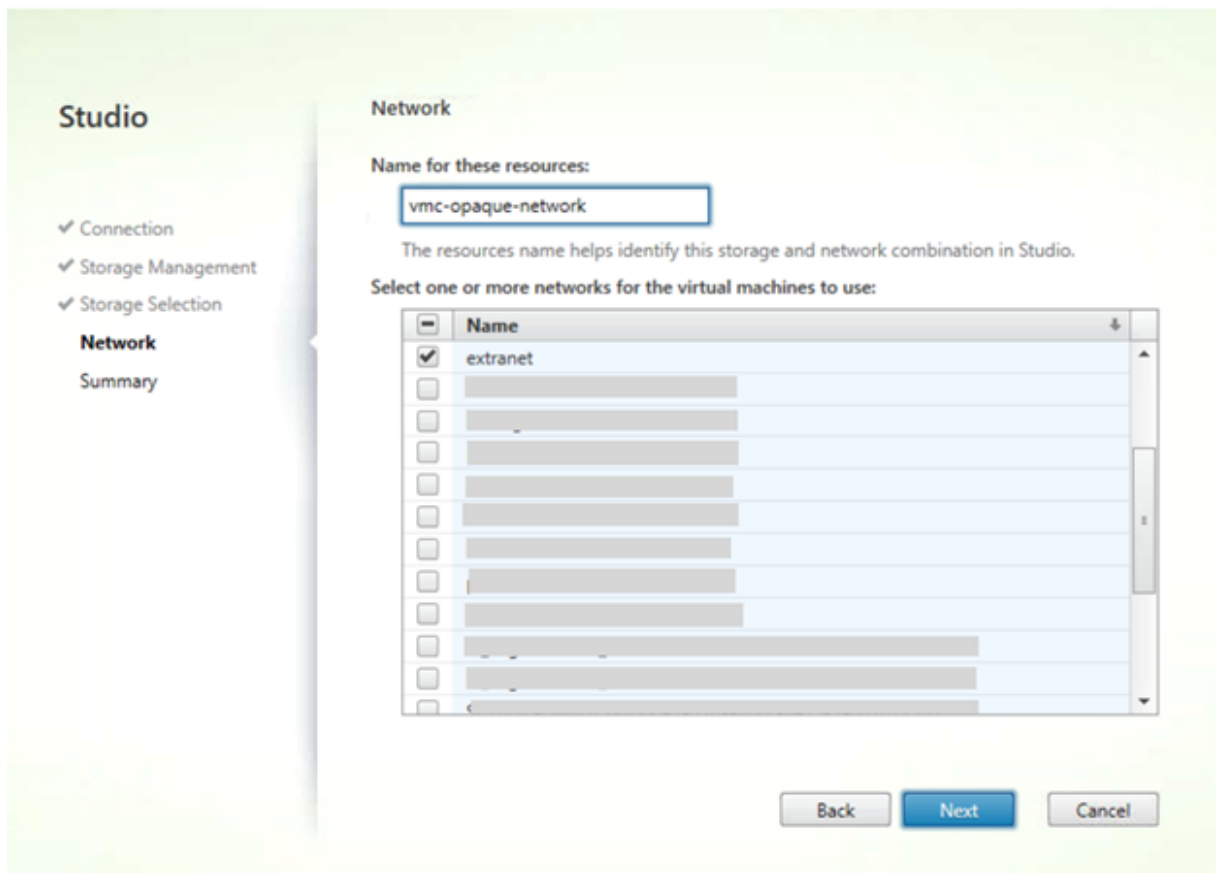 Studio
Connection
Storage Management
Storage Selection
Network
Summary
Network
Name for these resources:
vmc-opaque-network
The resources name helps identify this storage and network combination in Studio.
Select one or more networks for the virtual machines to use:
Name
extranet
Back
Next
Cancel